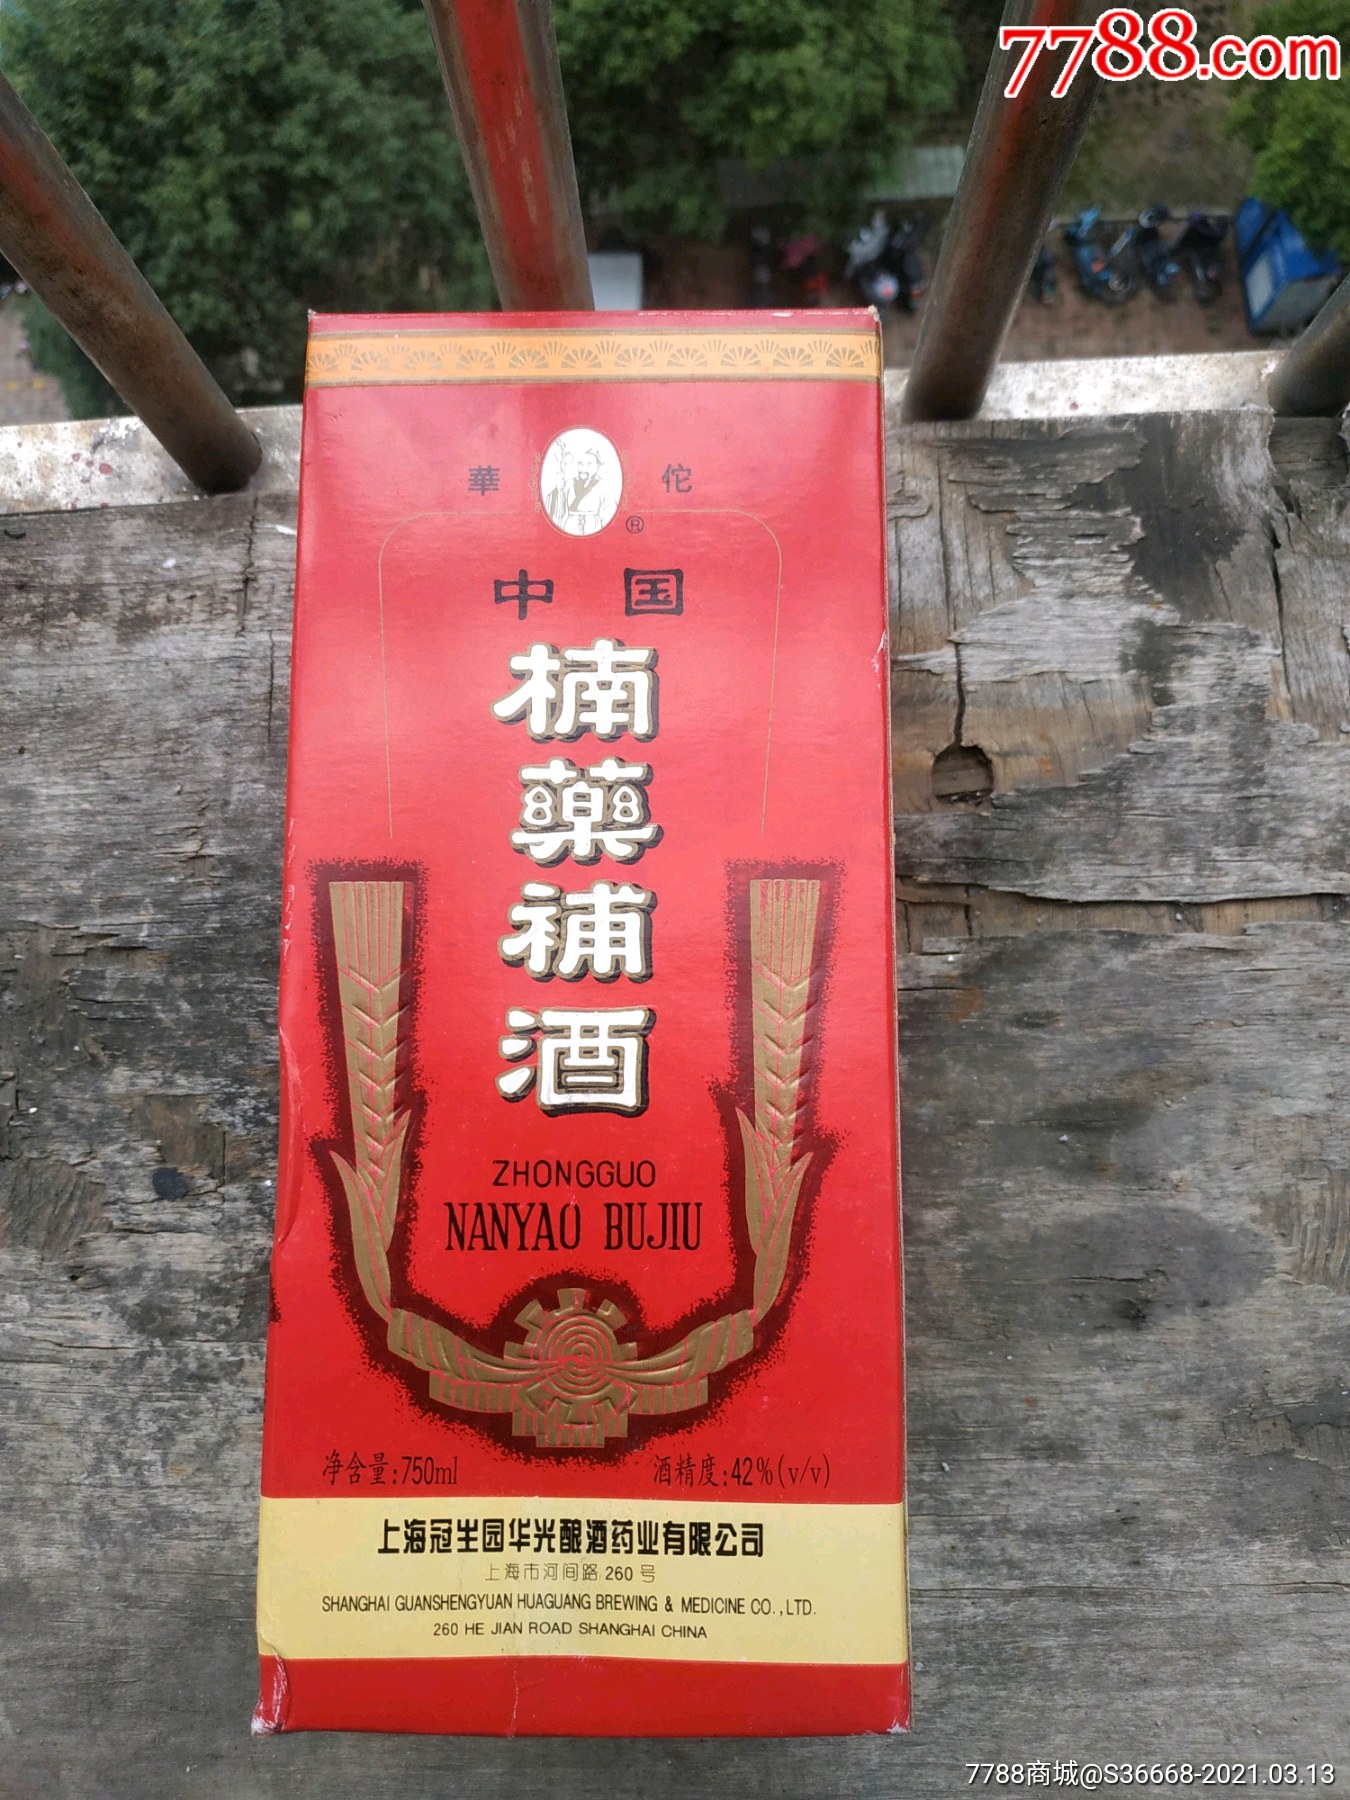 7788.com
華 佗
®
中 国
楠藥補酒
ZHONGGUO
NANYAO BUJIU
净含量:750ml 酒精度:42%(v/v)
上海冠生园华光酿酒药业有限公司
上海市河间路 260 号
SHANGHAI GUANSHENGYUAN HUAGUANG BREWING & MEDICINE CO.,LTD.
260 HE JIAN ROAD SHANGHAI CHINA
7788商城@S36668-2021.03.13